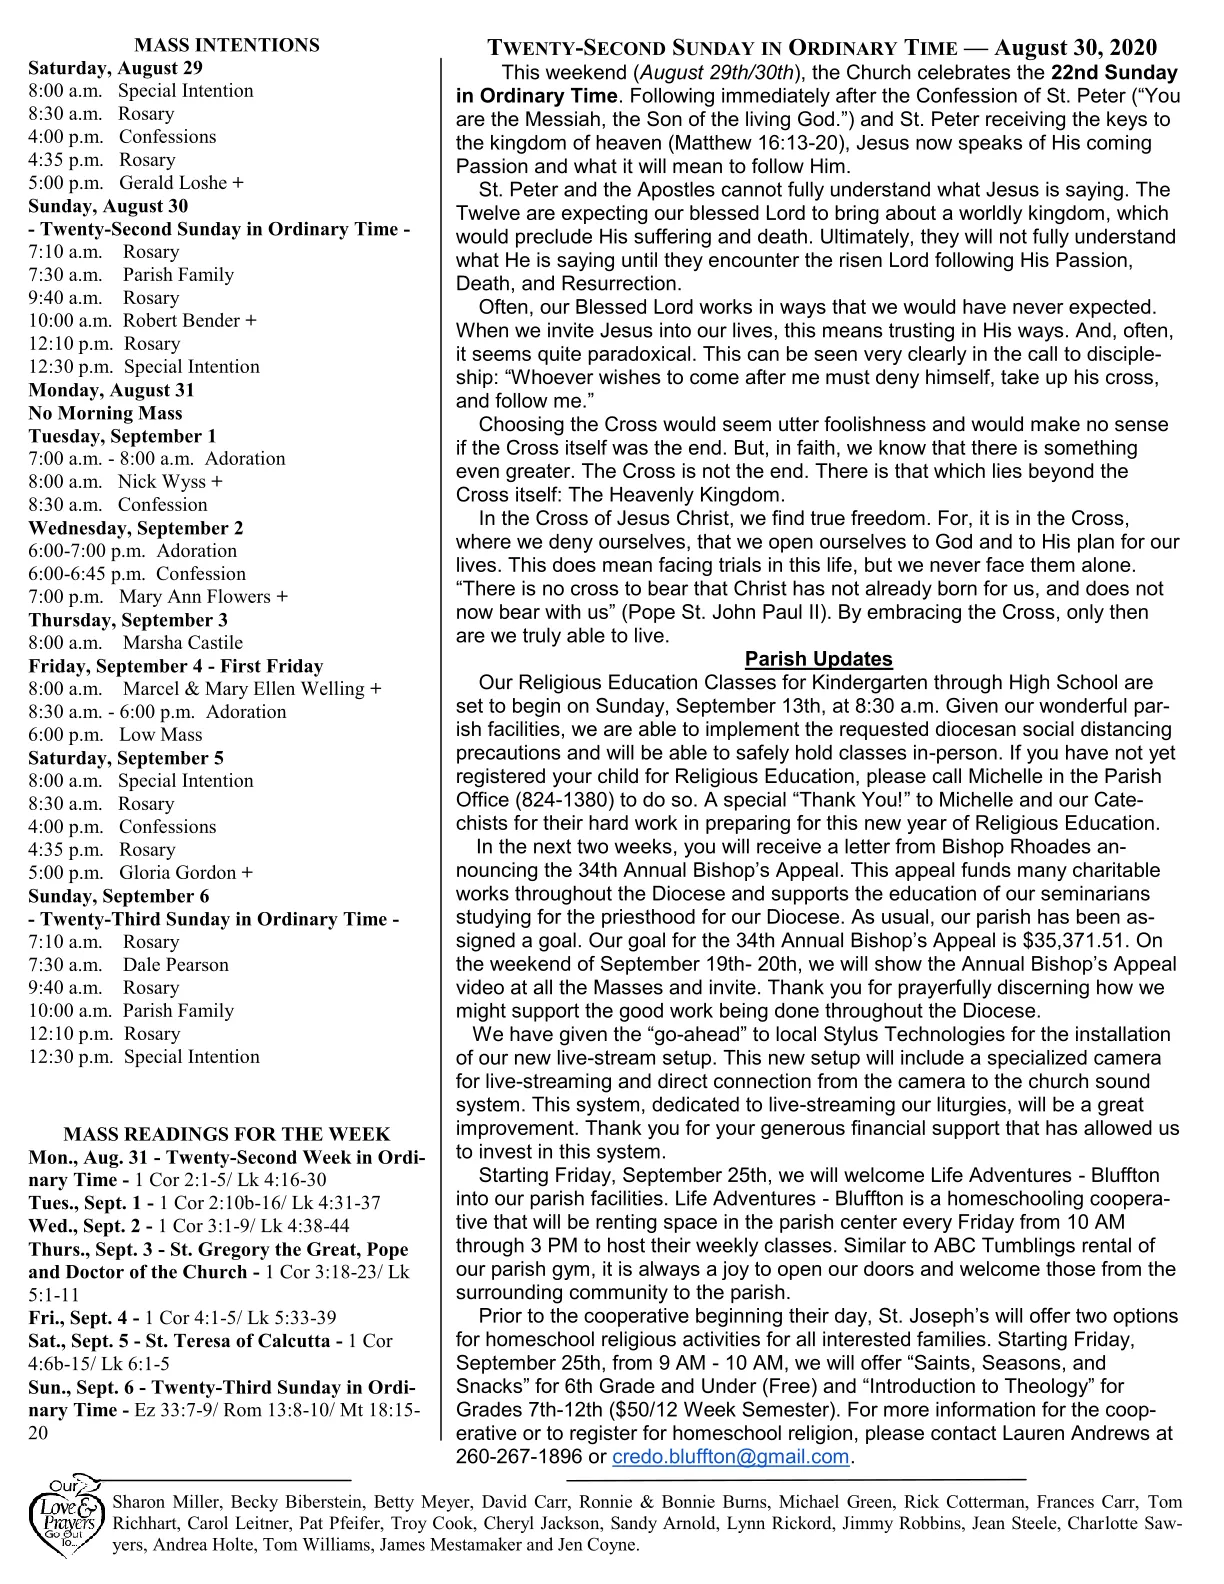 MASS INTENTIONS
Saturday, August 29
8:00 a.m. Special Intention
8:30 a.m. Rosary
4:00 p.m. Confessions
4:35 p.m. Rosary
5:00 p.m. Gerald Loshe +
Sunday, August 30
- Twenty-Second Sunday in Ordinary Time -
7:10 a.m. Rosary
7:30 a.m. Parish Family
9:40 a.m. Rosary
10:00 a.m. Robert Bender +
12:10 p.m. Rosary
12:30 p.m. Special Intention
Monday, August 31
No Morning Mass
Tuesday, September 1
7:00 a.m. - 8:00 a.m. Adoration
8:00 a.m. Nick Wyss +
8:30 a.m. Confession
Wednesday, September 2
6:00-7:00 p.m. Adoration
6:00-6:45 p.m. Confession
7:00 p.m. Mary Ann Flowers +
Thursday, September 3
8:00 a.m. Marsha Castile
Friday, September 4 - First Friday
8:00 a.m. Marcel & Mary Ellen Welling +
8:30 a.m. - 6:00 p.m. Adoration
6:00 p.m. Low Mass
Saturday, September 5
8:00 a.m. Special Intention
8:30 a.m. Rosary
4:00 p.m. Confessions
4:35 p.m. Rosary
5:00 p.m. Gloria Gordon +
Sunday, September 6
- Twenty-Third Sunday in Ordinary Time -
7:10 a.m. Rosary
7:30 a.m. Dale Pearson
9:40 a.m. Rosary
10:00 a.m. Parish Family
12:10 p.m. Rosary
12:30 p.m. Special Intention
MASS READINGS FOR THE WEEK
Mon., Aug. 31 - Twenty-Second Week in Ordi-
nary Time - 1 Cor 2:1-5/ Lk 4:16-30
Tues., Sept. 1 - 1 Cor 2:10b-16/ Lk 4:31-37
Wed., Sept. 2 - 1 Cor 3:1-9/ Lk 4:38-44
Thurs., Sept. 3 - St. Gregory the Great, Pope
and Doctor of the Church - 1 Cor 3:18-23/ Lk
5:1-11
Fri., Sept. 4 - 1 Cor 4:1-5/ Lk 5:33-39
Sat., Sept. 5 - St. Teresa of Calcutta - 1 Cor
4:6b-15/ Lk 6:1-5
Sun., Sept. 6 - Twenty-Third Sunday in Ordi-
nary Time - Ez 33:7-9/ Rom 13:8-10/ Mt 18:15-
20
TWENTY-SECOND SUNDAY IN ORDINARY TIME — August 30, 2020
This weekend (August 29th/30th), the Church celebrates the 22nd Sunday
in Ordinary Time. Following immediately after the Confession of St. Peter (“You
are the Messiah, the Son of the living God.”) and St. Peter receiving the keys to
the kingdom of heaven (Matthew 16:13-20), Jesus now speaks of His coming
Passion and what it will mean to follow Him.
St. Peter and the Apostles cannot fully understand what Jesus is saying. The
Twelve are expecting our blessed Lord to bring about a worldly kingdom, which
would preclude His suffering and death. Ultimately, they will not fully understand
what He is saying until they encounter the risen Lord following His Passion,
Death, and Resurrection.
Often, our Blessed Lord works in ways that we would have never expected.
When we invite Jesus into our lives, this means trusting in His ways. And, often,
it seems quite paradoxical. This can be seen very clearly in the call to disciple-
ship: “Whoever wishes to come after me must deny himself, take up his cross,
and follow me.”
Choosing the Cross would seem utter foolishness and would make no sense
if the Cross itself was the end. But, in faith, we know that there is something
even greater. The Cross is not the end. There is that which lies beyond the
Cross itself: The Heavenly Kingdom.
In the Cross of Jesus Christ, we find true freedom. For, it is in the Cross,
where we deny ourselves, that we open ourselves to God and to His plan for our
lives. This does mean facing trials in this life, but we never face them alone.
“There is no cross to bear that Christ has not already born for us, and does not
now bear with us” (Pope St. John Paul II). By embracing the Cross, only then
are we truly able to live.
Parish Updates
Our Religious Education Classes for Kindergarten through High School are
set to begin on Sunday, September 13th, at 8:30 a.m. Given our wonderful par-
ish facilities, we are able to implement the requested diocesan social distancing
precautions and will be able to safely hold classes in-person. If you have not yet
registered your child for Religious Education, please call Michelle in the Parish
Office (824-1380) to do so. A special “Thank You!” to Michelle and our Cate-
chists for their hard work in preparing for this new year of Religious Education.
In the next two weeks, you will receive a letter from Bishop Rhoades an-
nouncing the 34th Annual Bishop’s Appeal. This appeal funds many charitable
works throughout the Diocese and supports the education of our seminarians
studying for the priesthood for our Diocese. As usual, our parish has been as-
signed a goal. Our goal for the 34th Annual Bishop’s Appeal is $35,371.51. On
the weekend of September 19th- 20th, we will show the Annual Bishop’s Appeal
video at all the Masses and invite. Thank you for prayerfully discerning how we
might support the good work being done throughout the Diocese.
We have given the “go-ahead” to local Stylus Technologies for the installation
of our new live-stream setup. This new setup will include a specialized camera
for live-streaming and direct connection from the camera to the church sound
system. This system, dedicated to live-streaming our liturgies, will be a great
improvement. Thank you for your generous financial support that has allowed us
to invest in this system.
Starting Friday, September 25th, we will welcome Life Adventures - Bluffton
into our parish facilities. Life Adventures - Bluffton is a homeschooling coopera-
tive that will be renting space in the parish center every Friday from 10 AM
through 3 PM to host their weekly classes. Similar to ABC Tumblings rental of
our parish gym, it is always a joy to open our doors and welcome those from the
surrounding community to the parish.
Prior to the cooperative beginning their day, St. Joseph’s will offer two options
for homeschool religious activities for all interested families. Starting Friday,
September 25th, from 9 AM - 10 AM, we will offer “Saints, Seasons, and
Snacks” for 6th Grade and Under (Free) and “Introduction to Theology” for
Grades 7th-12th ($50/12 Week Semester). For more information for the coop-
erative or to register for homeschool religion, please contact Lauren Andrews at
260-267-1896 or credo.bluffton@gmail.com.
Our
Love &
Prayers
Go Out
To...
Sharon Miller, Becky Biberstein, Betty Meyer, David Carr, Ronnie & Bonnie Burns, Michael Green, Rick Cotterman, Frances Carr, Tom
Richhart, Carol Leitner, Pat Pfeifer, Troy Cook, Cheryl Jackson, Sandy Arnold, Lynn Rickord, Jimmy Robbins, Jean Steele, Charlotte Saw-
yers, Andrea Holte, Tom Williams, James Mestamaker and Jen Coyne.